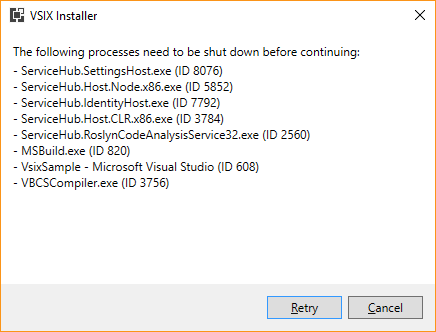 VSIX Installer
The following processes need to be shut down before continuing:
- ServiceHub.SettingsHost.exe (ID 8076)
- ServiceHub.Host.Node.x86.exe (ID 5852)
- ServiceHub.IdentityHost.exe (ID 7792)
- ServiceHub.Host.CLR.x86.exe (ID 3784)
- ServiceHub.RoslynCodeAnalysisService32.exe (ID 2560)
- MSBuild.exe (ID 820)
- VsixSample - Microsoft Visual Studio (ID 608)
- VBCSCompiler.exe (ID 3756)
Retry
Cancel